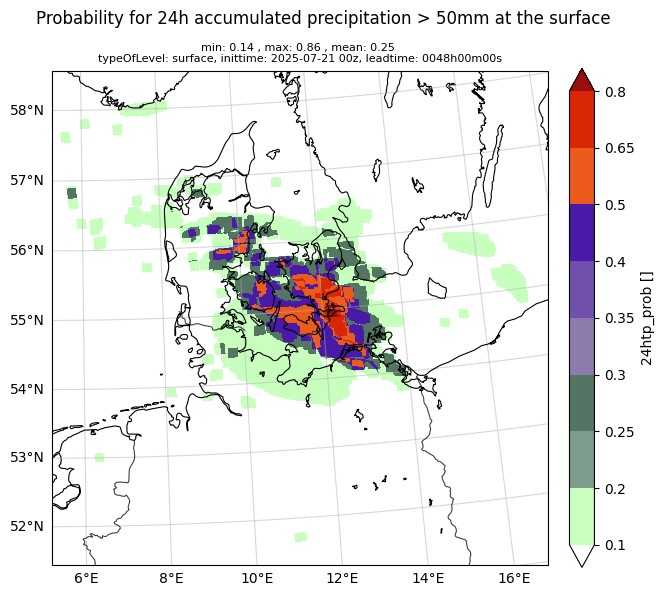 Probability for 24h accumulated precipitation > 50mm at the surface
min: 0.14 , max: 0.86 , mean: 0.25
typeOfLevel: surface, inittime: 2025-07-21 00z, leadtime: 0048h00m00s
58°N
57°N
56°N
55°N
54°N
53°N
52°N
6°E
8°E
10°E
12°E
14°E
16°E
0.8
0.65
0.5
0.4
0.35
0.3
0.25
0.2
0.1
24htp_prob []